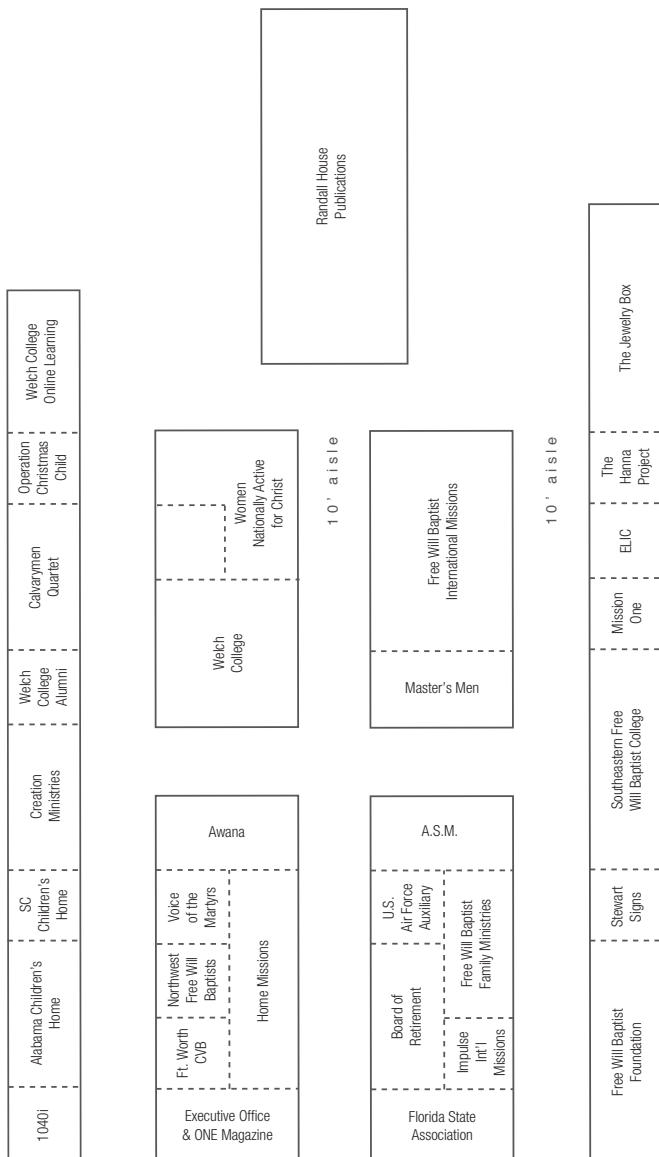 Randall House
Publications
Welch College
Online Learning
Operation
Christmas
Child
Calvarymen
Quartet
Welch
College
Alumni
Creation
Ministries
SC
Children's
Home
Alabama Children's
Home
1040i
Women
Nationally Active
for Christ
Welch
College
10' aisle
Free Will Baptist
International Missions
Master's Men
10' aisle
The Jewelry Box
The
Hanna
Project
ELIC
Mission
One
Southeastern Free
Will Baptist College
Stewart
Signs
Free Will Baptist
Foundation
Awana
Voice
of the
Martyrs
Northwest
Free Will
Baptists
Ft. Worth
CVB
Home Missions
Executive Office
& ONE Magazine
A.S.M.
U.S.
Air Force
Auxiliary
Free Will Baptist
Family Ministries
Board of
Retirement
Impulse
Int'l
Missions
Florida State
Association